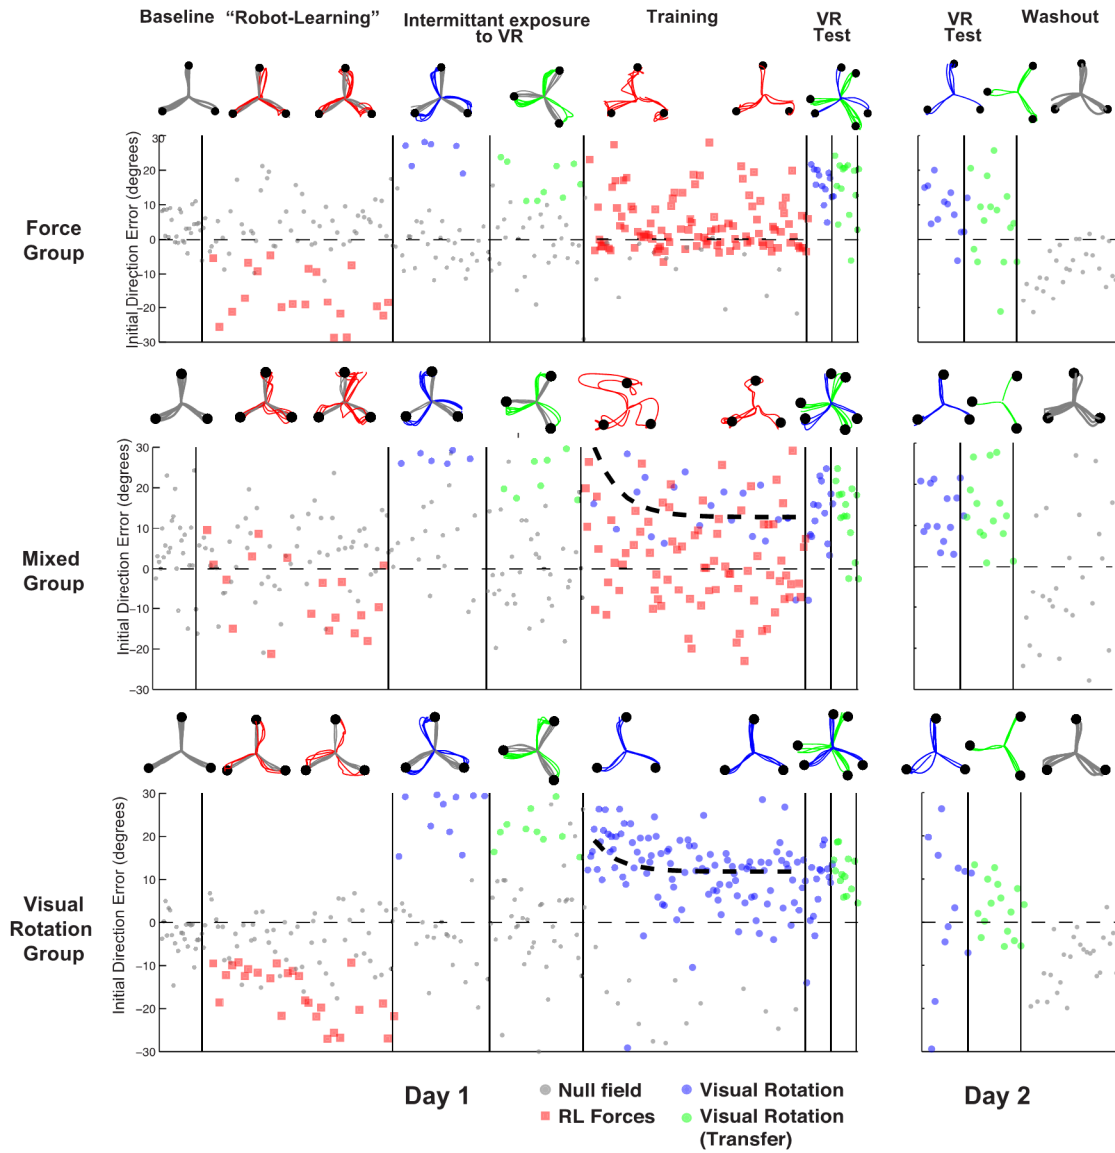 Baseline “Robot-Learning” Intermittant exposure to VR Training VR Test VR Test Washout
Force Group
Initial Direction Error (degrees)
30
20
10
0
−10
−20
−30
Mixed Group
Initial Direction Error (degrees)
30
20
10
0
−10
−20
−30
Visual Rotation Group
Initial Direction Error (degrees)
30
20
10
0
−10
−20
−30
Day 1
Day 2
Null field
RL Forces
Visual Rotation
Visual Rotation
(Transfer)